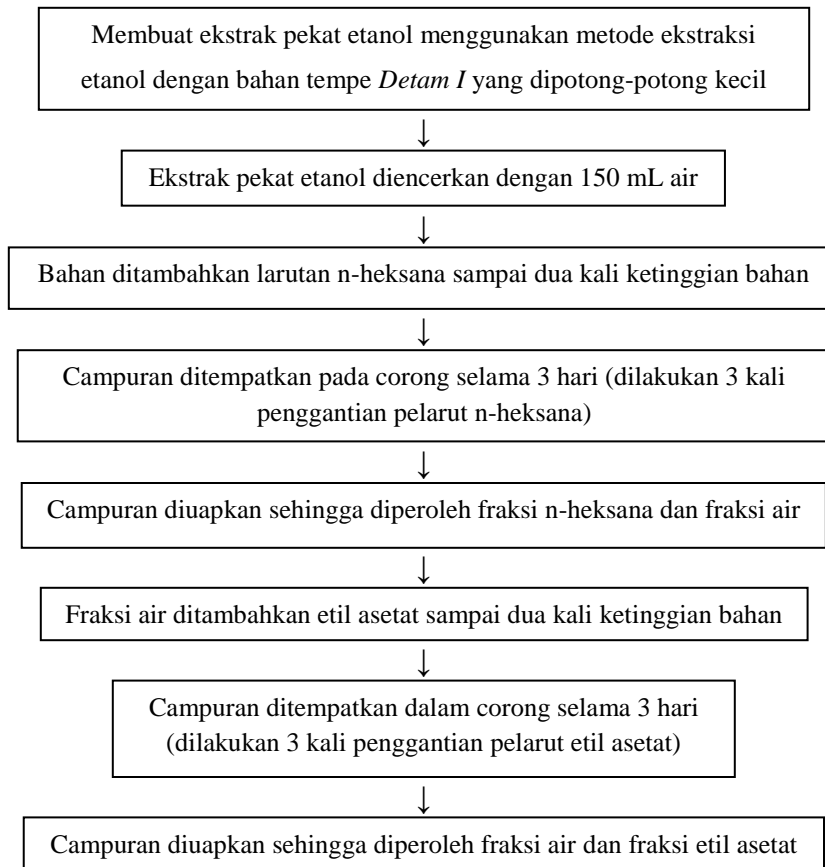 Membuat ekstrak pekat etanol menggunakan metode ekstraksi
etanol dengan bahan tempe Detam I yang dipotong-potong kecil
↓
Ekstrak pekat etanol diencerkan dengan 150 mL air
↓
Bahan ditambahkan larutan n-heksana sampai dua kali ketinggian bahan
↓
Campuran ditempatkan pada corong selama 3 hari (dilakukan 3 kali
penggantian pelarut n-heksana)
↓
Campuran diuapkan sehingga diperoleh fraksi n-heksana dan fraksi air
↓
Fraksi air ditambahkan etil asetat sampai dua kali ketinggian bahan
↓
Campuran ditempatkan dalam corong selama 3 hari
(dilakukan 3 kali penggantian pelarut etil asetat)
↓
Campuran diuapkan sehingga diperoleh fraksi air dan fraksi etil asetat